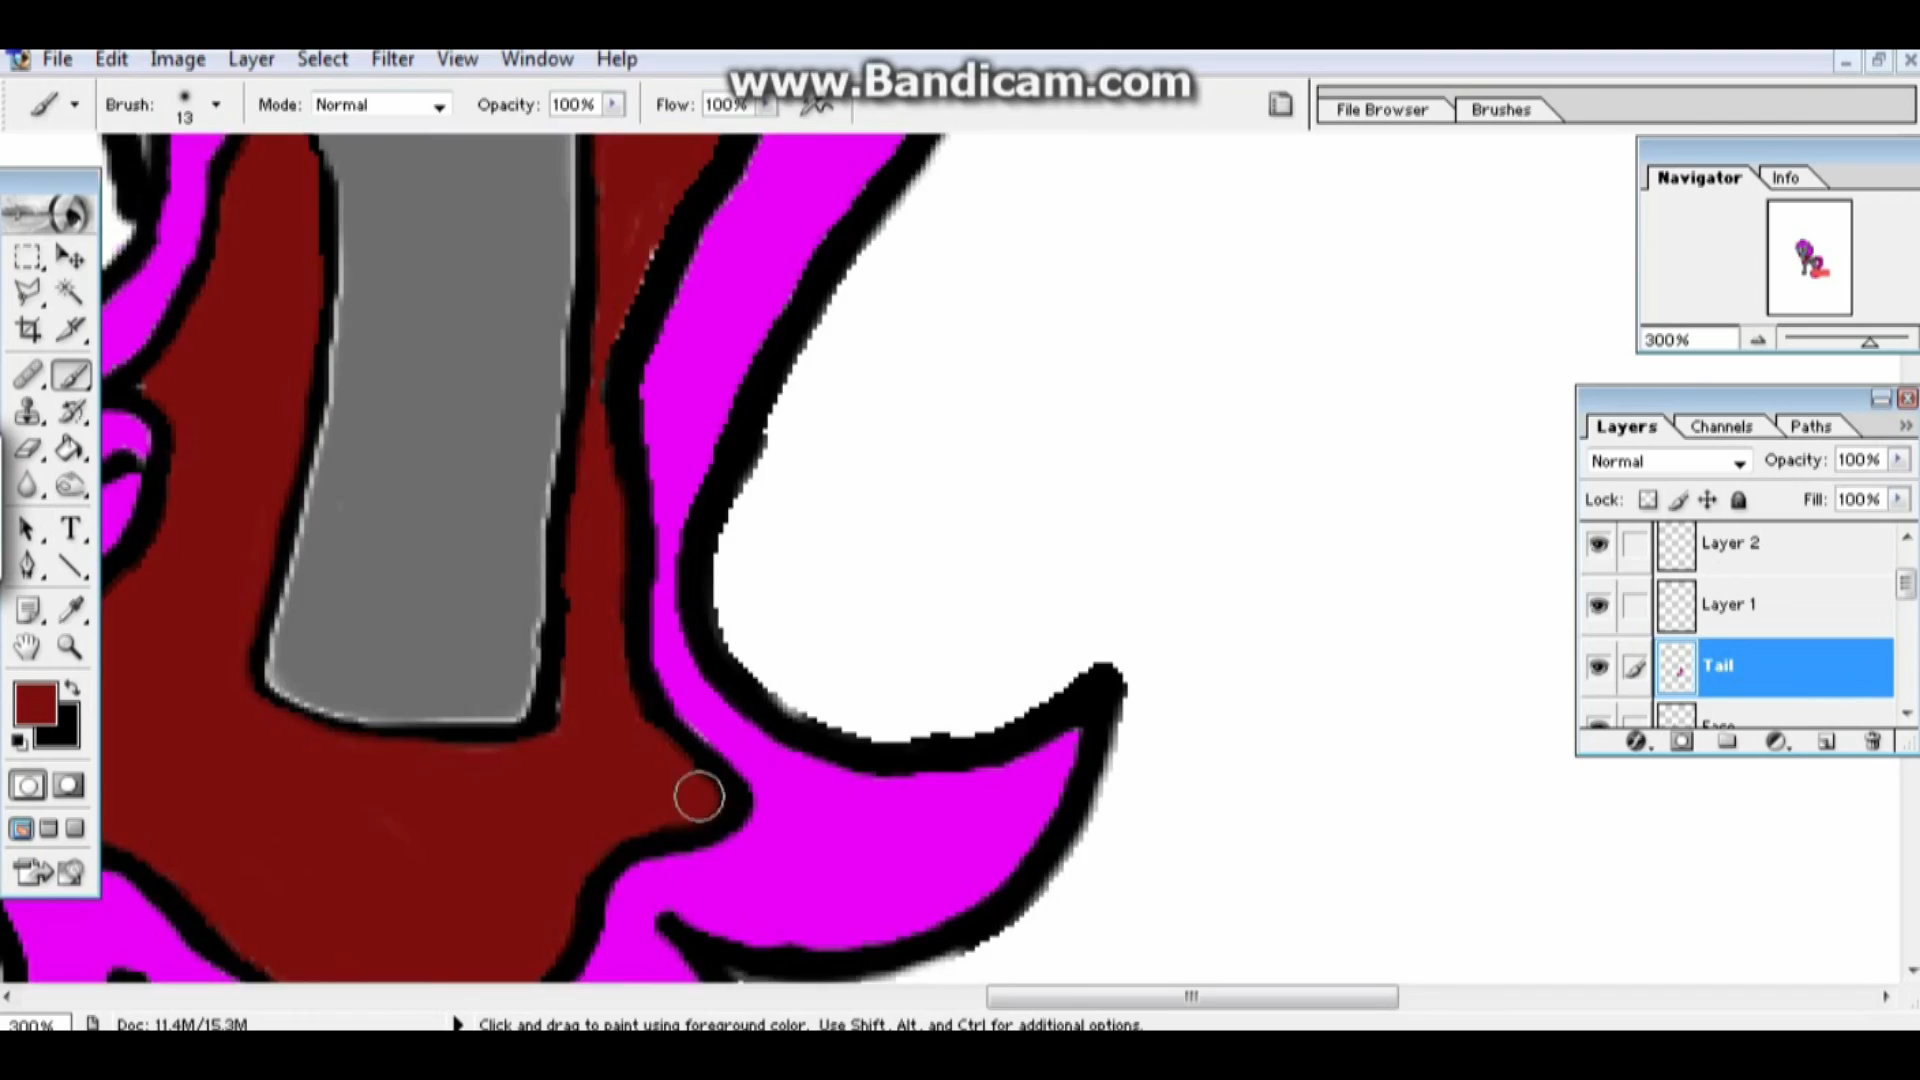 File Edit Image Layer Select Filter View Window Help
www.Bandicam.com
Brush: 13 Mode: Normal Opacity: 100% Flow: 100% File Browser Brushes
Navigator Info
300%
Layers Channels Paths
Normal Opacity: 100%
Lock: Fill: 100%
Layer 2
Layer 1
Tail
Face
T
300% Doc: 11.4M/15.3M Click and drag to paint using foreground color. Use Shift, Alt, and Ctrl for additional options.